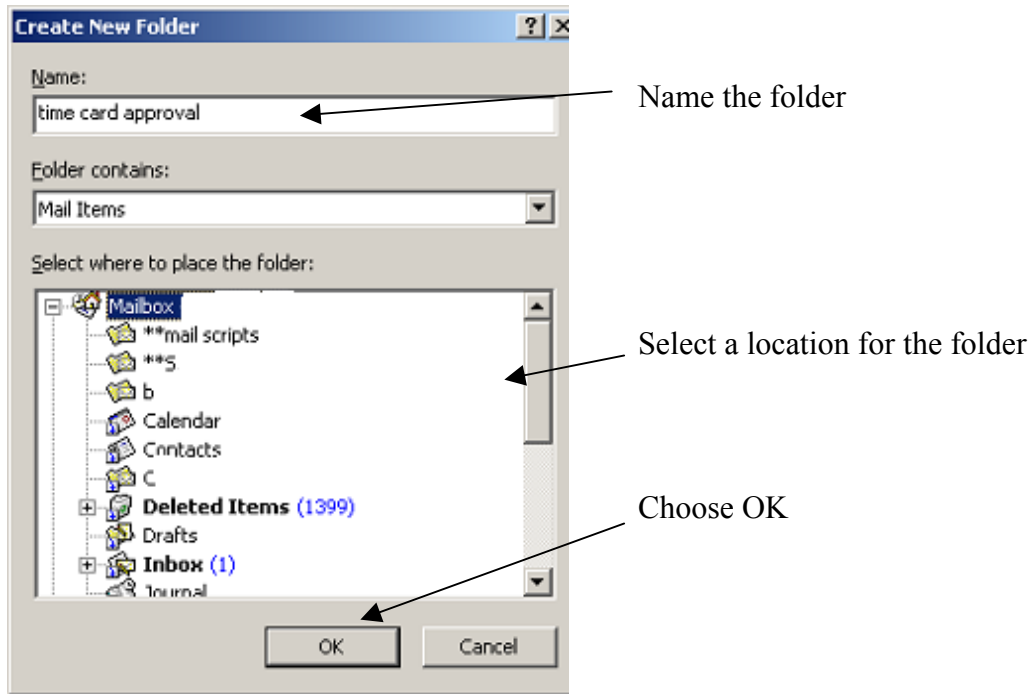 Create New Folder
Name:
time card approval
Name the folder
Folder contains:
Mail Items
Select where to place the folder:
Mailbox
**mail scripts
**S
b
Calendar
Contacts
C
Deleted Items (1399)
Drafts
Inbox (1)
Journal
Select a location for the folder
Choose OK
OK
Cancel